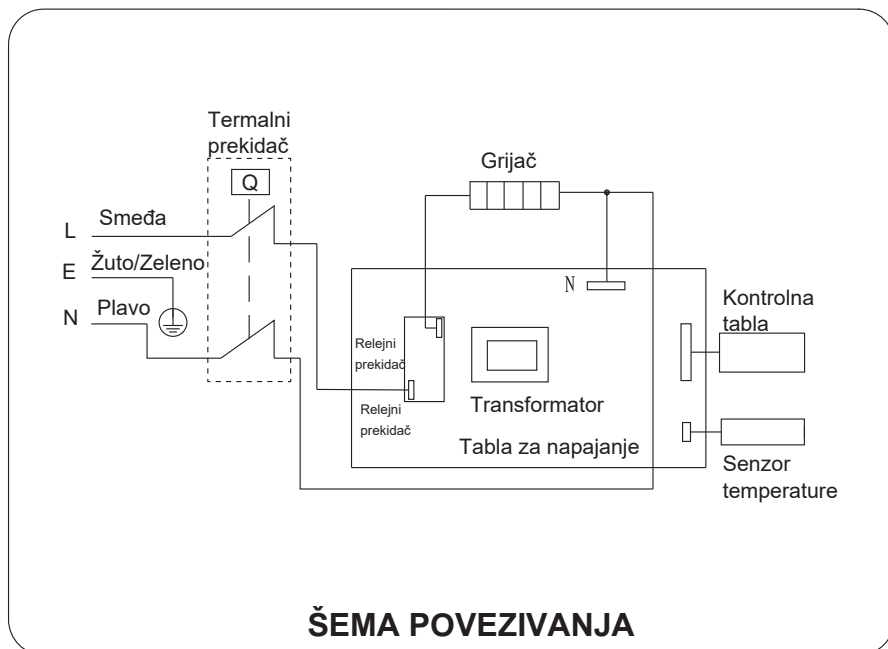 Termalni
prekidač
Q
L
Smeđa
E
Žuto/Zeleno
N
Plavo
Grijač
N
Relejni
prekidač
Relejni
prekidač
Transformator
Tabla za napajanje
Kontrolna
tabla
Senzor
temperature
ŠEMA POVEZIVANJA